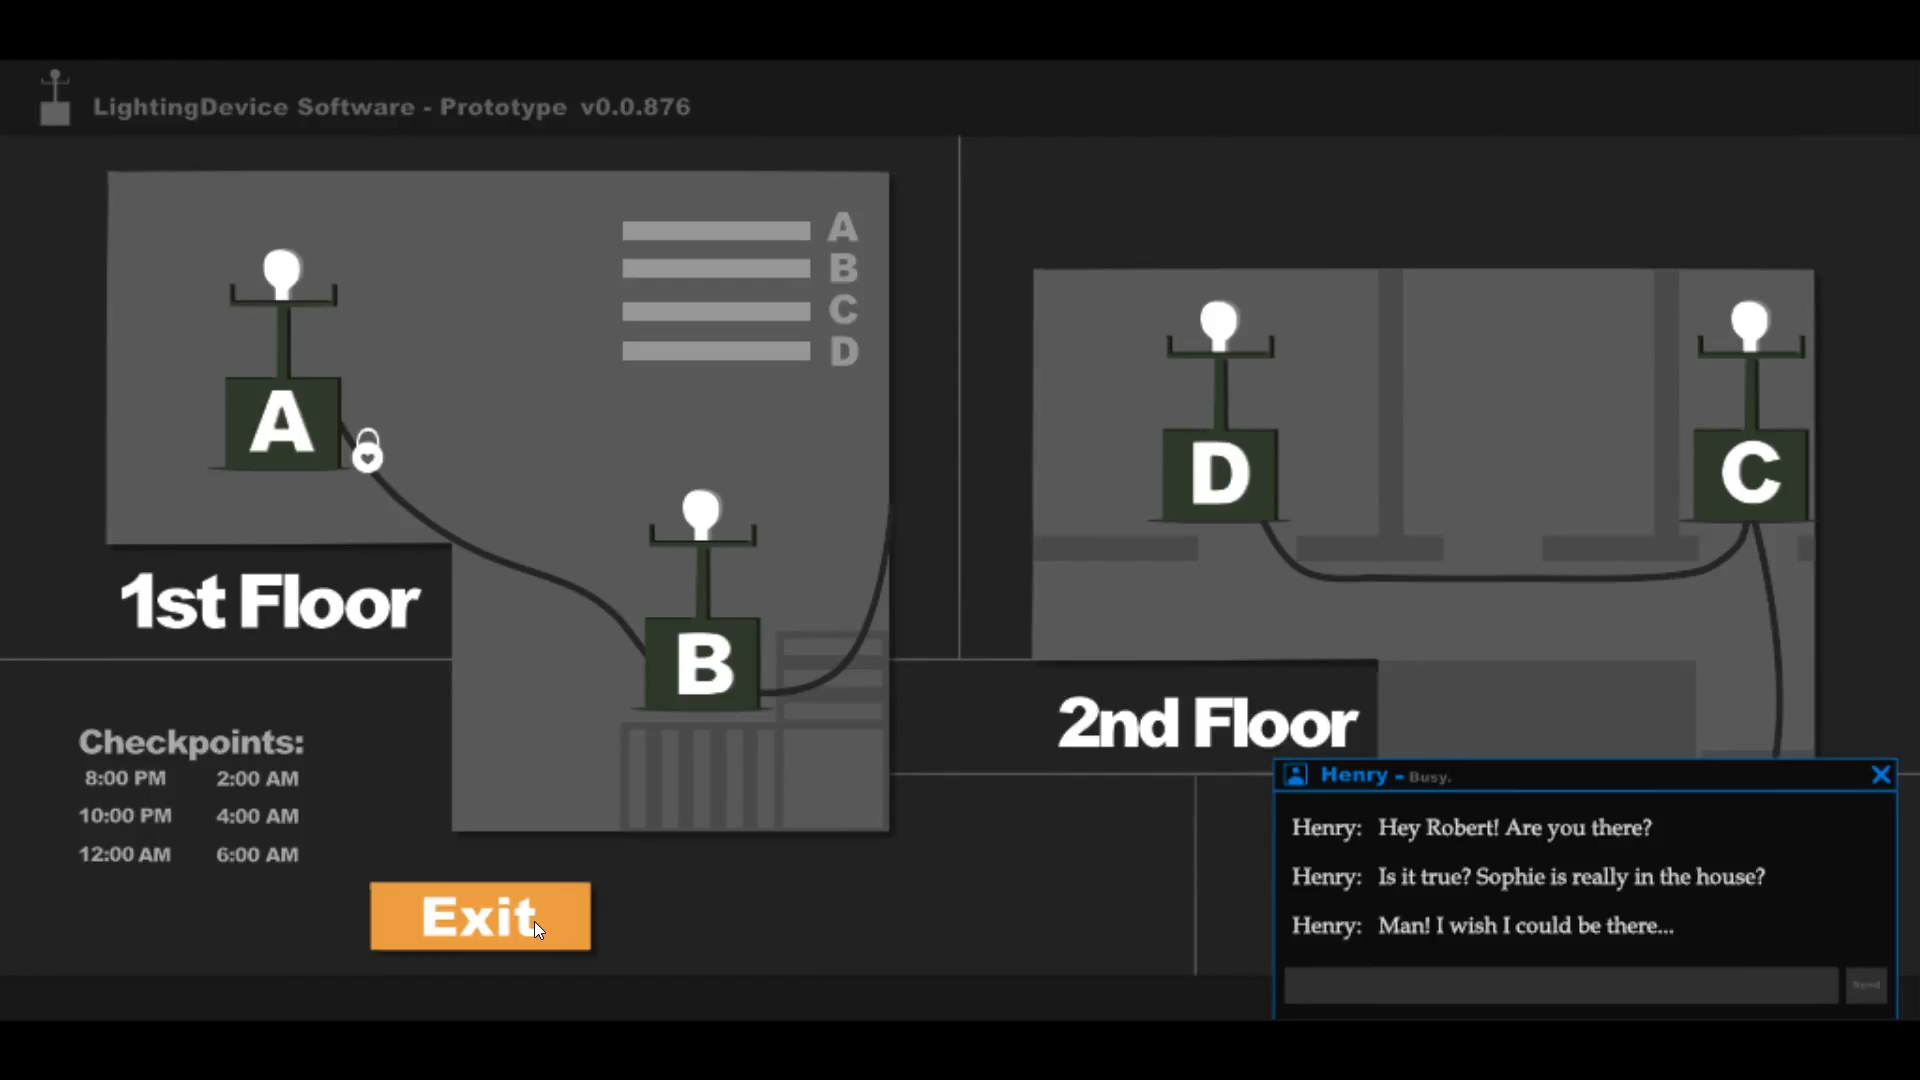 LightingDevice Software - Prototype v0.0.876
A
B
C
D
A
B
1st Floor
D
C
2nd Floor
Checkpoints:
8:00 PM 2:00 AM
10:00 PM 4:00 AM
12:00 AM 6:00 AM
Exit
Henry - Busy.
Henry: Hey Robert! Are you there?
Henry: Is it true? Sophie is really in the house?
Henry: Man! I wish I could be there...
Send